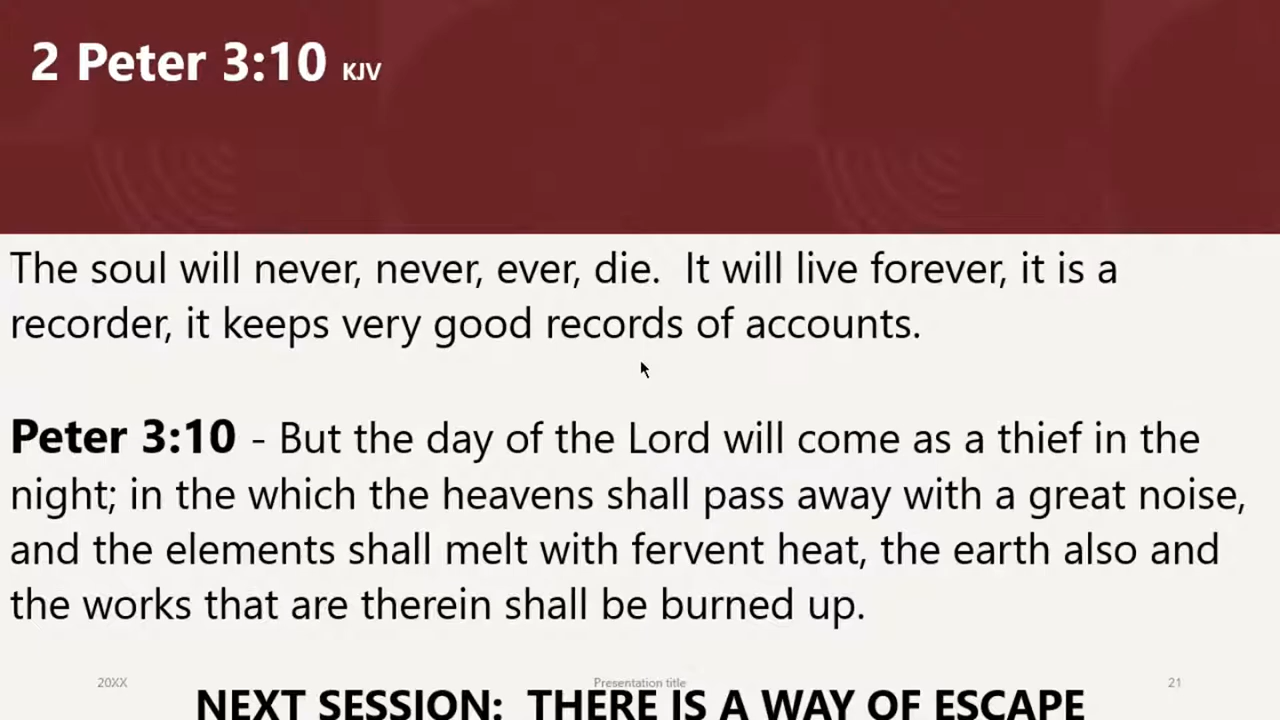 2 Peter 3:10 KJV
The soul will never, never, ever, die.  It will live forever, it is a
recorder, it keeps very good records of accounts.
Peter 3:10 - But the day of the Lord will come as a thief in the
night; in the which the heavens shall pass away with a great noise,
and the elements shall melt with fervent heat, the earth also and
the works that are therein shall be burned up.
20XX
Presentation title
21
NEXT SESSION:  THERE IS A WAY OF ESCAPE